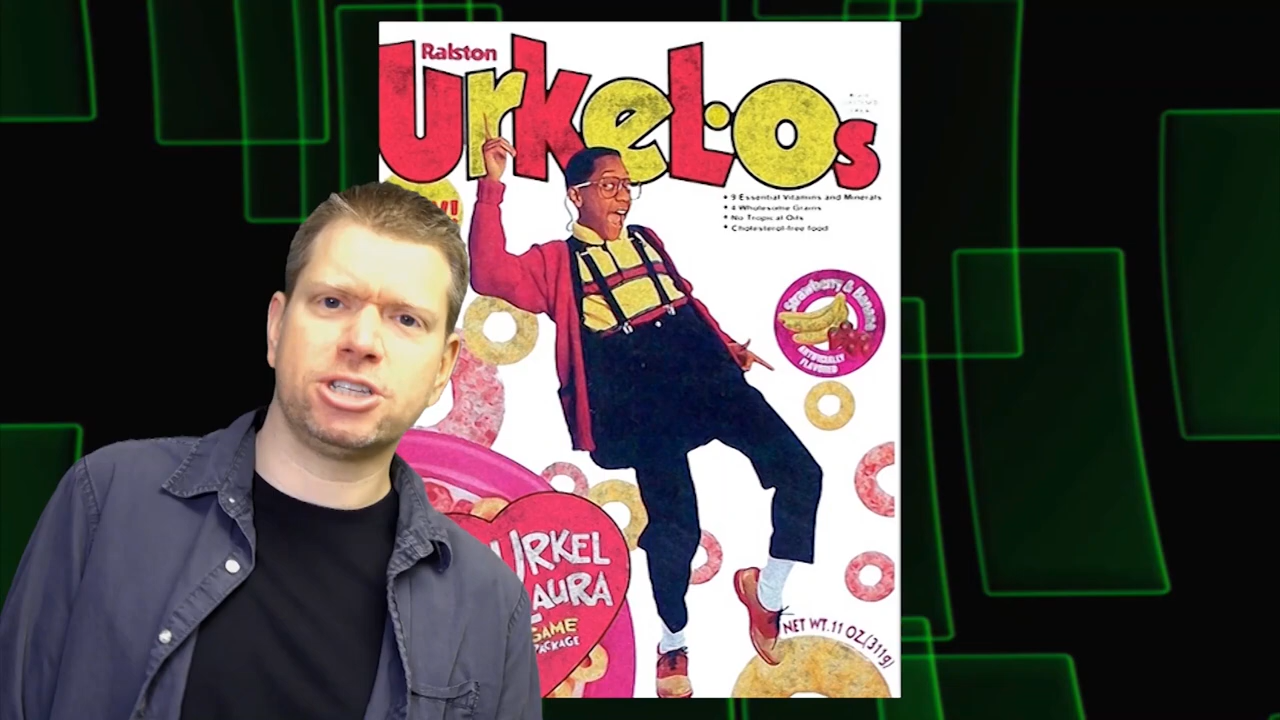 Ralston
Urkel-Os
• 9 Essential Vitamins and Minerals
• 4 Wholesome Grains
• No Tropical Oils
• Cholesterol-free food
Strawberry & Banana
ARTIFICIALLY
FLAVORED
URKEL
LAURA
GAME
PACKAGE
NET WT. 11 OZ. (311g)